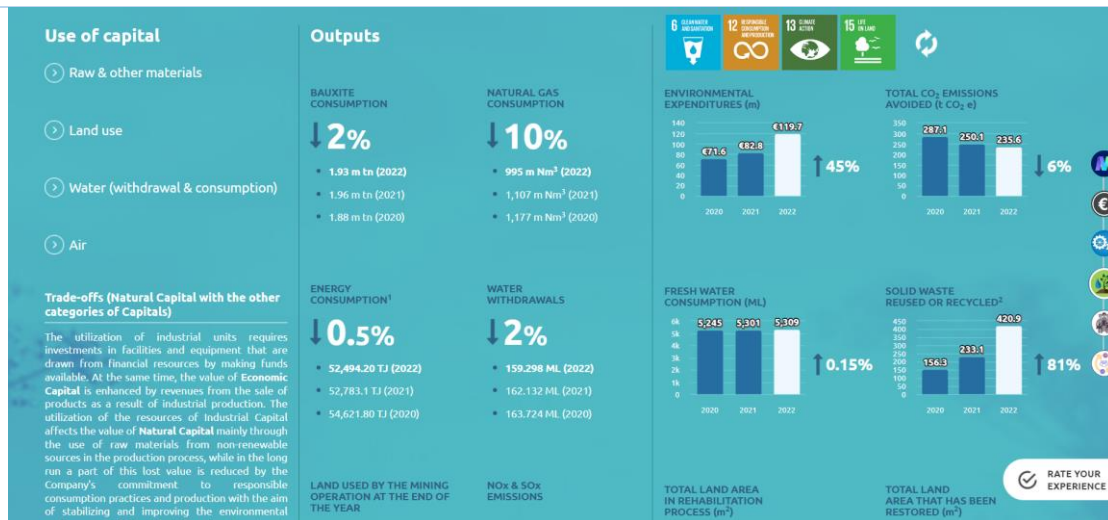 Use of capital
Raw & other materials
Land use
Water (withdrawal & consumption)
Air
Trade-offs (Natural Capital with the other
categories of Capitals)
The utilization of industrial units requires
investments in facilities and equipment that are
drawn from financial resources by making funds
available. At the same time, the value of Economic
Capital is enhanced by revenues from the sale of
products as a result of industrial production. The
utilization of the resources of Industrial Capital
affects the value of Natural Capital mainly through
the use of raw materials from non-renewable
sources in the production process, while in the long
run a part of this lost value is reduced by the
Company's commitment to responsible
consumption practices and production with the aim
of stabilizing and improving the environmental
Outputs
BAUXITE
CONSUMPTION
↓2%
• 1.93 m tn (2022)
• 1.96 m tn (2021)
• 1.88 m tn (2020)
NATURAL GAS
CONSUMPTION
↓10%
• 995 m Nm³ (2022)
• 1,107 m Nm³ (2021)
• 1,177 m Nm³ (2020)
ENERGY
CONSUMPTION¹
↓0.5%
• 52,494.20 TJ (2022)
• 52,783.1 TJ (2021)
• 54,621.80 TJ (2020)
WATER
WITHDRAWALS
↓2%
• 159.298 ML (2022)
• 162.132 ML (2021)
• 163.724 ML (2020)
LAND USED BY THE MINING
OPERATION AT THE END OF
THE YEAR
NOx & SOx
EMISSIONS
6 CLEAN WATER
AND SANITATION
12 RESPONSIBLE
CONSUMPTION
AND PRODUCTION
13 CLIMATE
ACTION
15 LIFE
ON LAND
ENVIRONMENTAL
EXPENDITURES (m)
140
120
100
80
60
40
20
0
€71.6
€82.8
€119.7
2020 2021 2022
↑45%
TOTAL CO₂ EMISSIONS
AVOIDED (t CO₂ e)
350
300
250
200
150
100
50
0
287.1
250.1
235.6
2020 2021 2022
↓6%
FRESH WATER
CONSUMPTION (ML)
6k
5k
4k
3k
2k
1k
0
5,245
5,301
5,309
2020 2021 2022
↑0.15%
SOLID WASTE
REUSED OR RECYCLED²
450
400
350
300
250
200
150
100
50
0
156.3
233.1
420.9
2020 2021 2022
↑81%
TOTAL LAND AREA
IN REHABILITATION
PROCESS (m²)
TOTAL LAND
AREA THAT HAS BEEN
RESTORED (m²)
€
RATE YOUR
EXPERIENCE